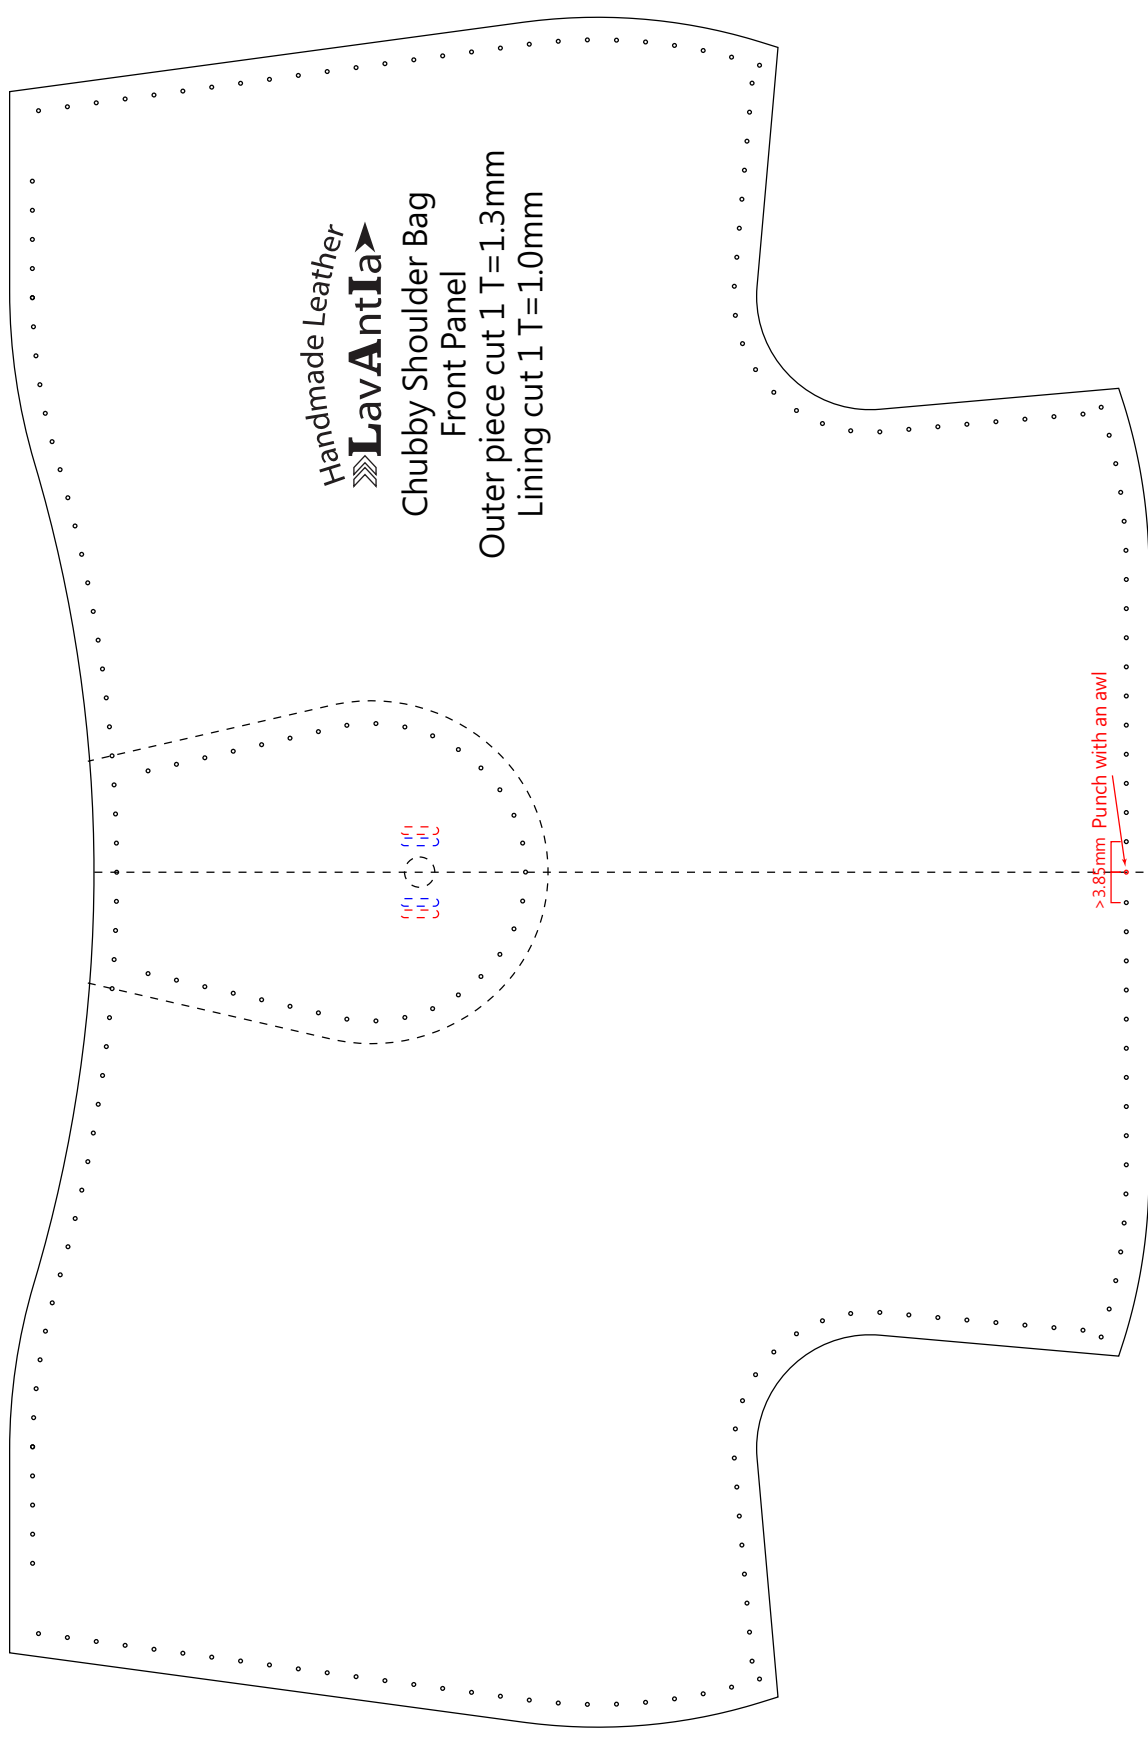 Handmade Leather
LavAntIa
Chubby Shoulder Bag
Front Panel
Outer piece cut 1 T=1.3mm
Lining cut 1 T=1.0mm
>3.85mm Punch with an awl